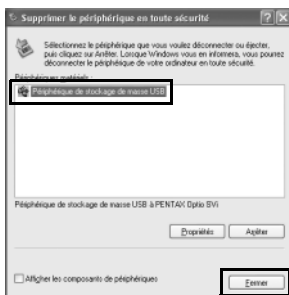 Supprimer le périphérique en toute sécurité
Sélectionnez le périphérique que vous voulez déconnecter ou éjecter,
puis cliquez sur Arrêter. Lorsque Windows vous en informera, vous pourrez
déconnecter le périphérique de votre ordinateur en toute sécurité.
Périphériques matériels :
Périphérique de stockage de masse USB
Périphérique de stockage de masse USB à PENTAX Optio SVi
Propriétés
Arrêter
Afficher les composants de périphériques
Fermer